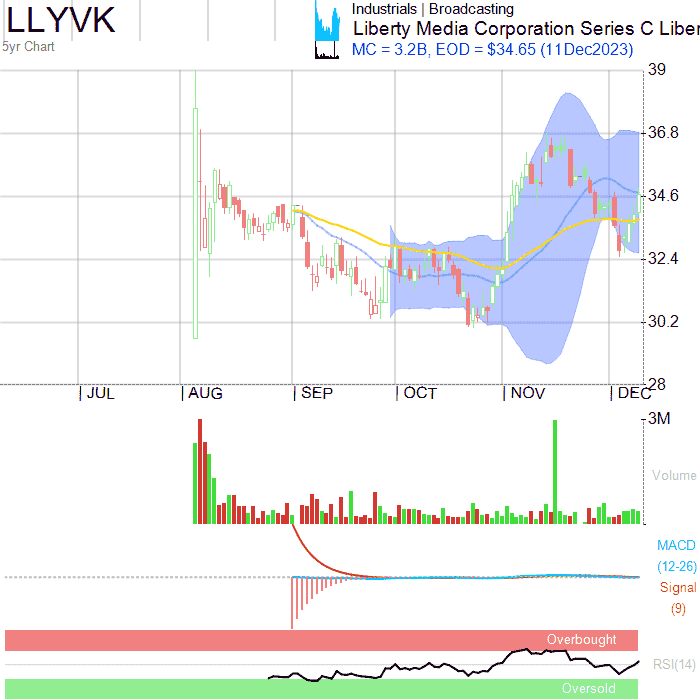 LLYVK
5yr Chart
Industrials | Broadcasting
Liberty Media Corporation Series C Liber
MC = 3.2B, EOD = $34.65 (11Dec2023)
39
36.8
34.6
32.4
30.2
28
JUL
AUG
SEP
OCT
NOV
DEC
3M
Volume
MACD
(12-26)
Signal
(9)
Overbought
RSI(14)
Oversold